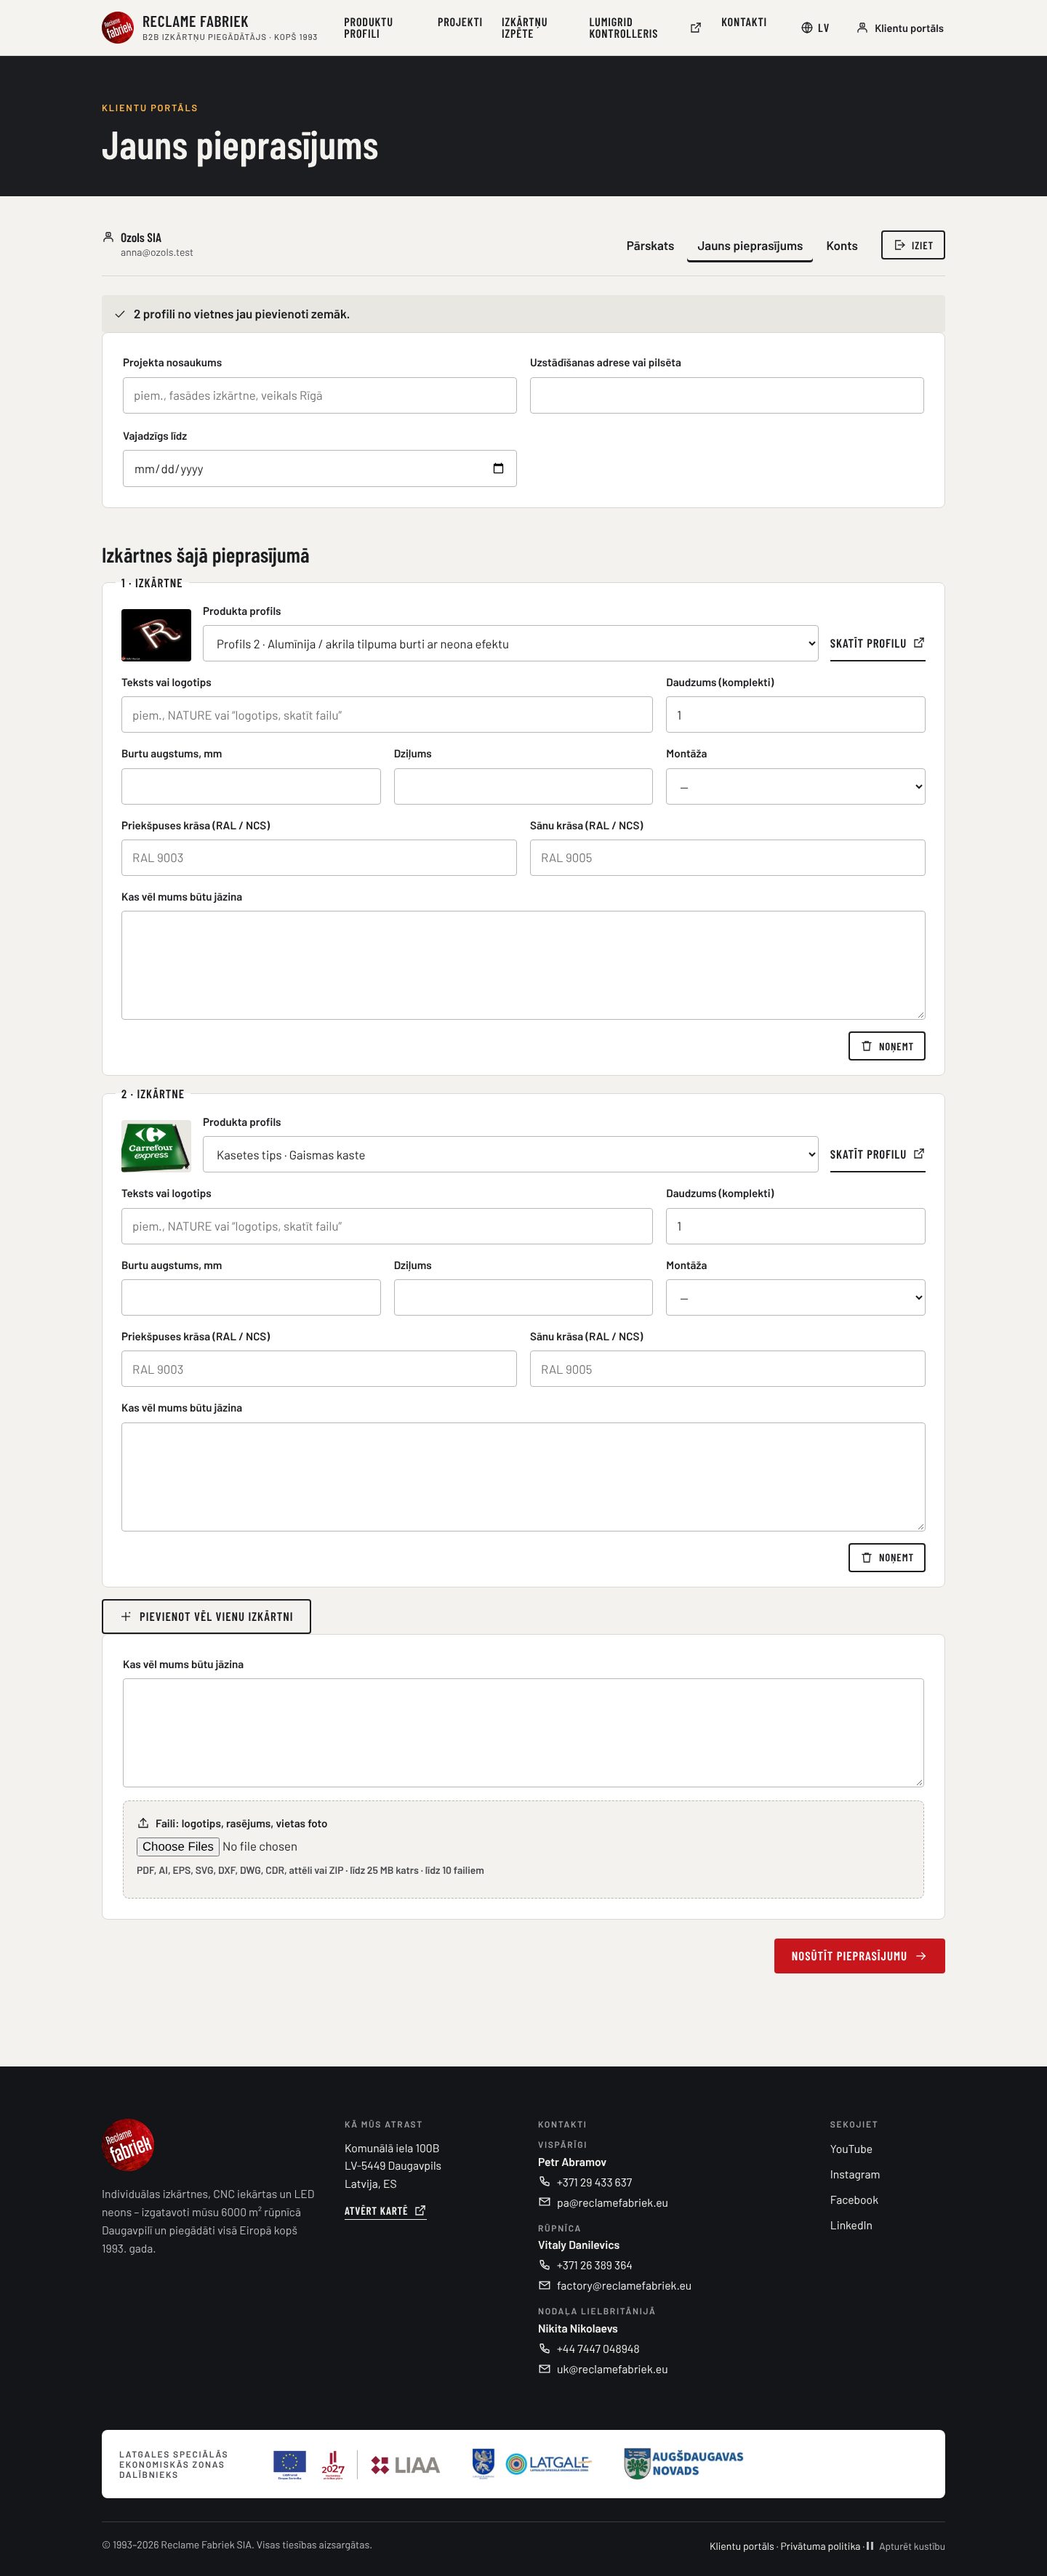 Reclame fabriek
RECLAME FABRIEK
B2B IZKĀRTŅU PIEGĀDĀTĀJS · KOPŠ 1993
PRODUKTU PROFILI
PROJEKTI
IZKĀRTŅU IZPĒTE
LUMIGRID KONTROLLERIS
KONTAKTI
LV
Klientu portāls
KLIENTU PORTĀLS
Jauns pieprasījums
Ozols SIA
anna@ozols.test
Pārskats
Jauns pieprasījums
Konts
IZIET
2 profili no vietnes jau pievienoti zemāk.
Projekta nosaukums
Uzstādīšanas adrese vai pilsēta
piem., fasādes izkārtne, veikals Rīgā
Vajadzīgs līdz
mm/dd/yyyy
Izkārtnes šajā pieprasījumā
1 · IZKĀRTNE
Produkta profils
Profils 2 · Alumīnija / akrila tilpuma burti ar neona efektu
SKATĪT PROFILU
Teksts vai logotips
Daudzums (komplekti)
piem., NATURE vai “logotips, skatīt failu”
1
Burtu augstums, mm
Dziļums
Montāža
—
Priekšpuses krāsa (RAL / NCS)
Sānu krāsa (RAL / NCS)
RAL 9003
RAL 9005
Kas vēl mums būtu jāzina
NOŅEMT
2 · IZKĀRTNE
Carrefour
express
Produkta profils
Kasetes tips · Gaismas kaste
SKATĪT PROFILU
Teksts vai logotips
Daudzums (komplekti)
piem., NATURE vai “logotips, skatīt failu”
1
Burtu augstums, mm
Dziļums
Montāža
—
Priekšpuses krāsa (RAL / NCS)
Sānu krāsa (RAL / NCS)
RAL 9003
RAL 9005
Kas vēl mums būtu jāzina
NOŅEMT
PIEVIENOT VĒL VIENU IZKĀRTNI
Kas vēl mums būtu jāzina
Faili: logotips, rasējums, vietas foto
Choose Files No file chosen
PDF, AI, EPS, SVG, DXF, DWG, CDR, attēli vai ZIP · līdz 25 MB katrs · līdz 10 failiem
NOSŪTĪT PIEPRASĪJUMU
Reclame fabriek
Individuālas izkārtnes, CNC iekārtas un LED
neons – izgatavoti mūsu 6000 m² rūpnīcā
Daugavpilī un piegādāti visā Eiropā kopš
1993. gada.
KĀ MŪS ATRAST
Komunālā iela 100B
LV-5449 Daugavpils
Latvija, ES
ATVĒRT KARTĒ
KONTAKTI
VISPĀRĪGI
Petr Abramov
+371 29 433 637
pa@reclamefabriek.eu
RŪPNĪCA
Vitaly Danilevics
+371 26 389 364
factory@reclamefabriek.eu
NODAĻA LIELBRITĀNIJĀ
Nikita Nikolaevs
+44 7447 048948
uk@reclamefabriek.eu
SEKOJIET
YouTube
Instagram
Facebook
LinkedIn
LATGALES SPECIĀLĀS
EKONOMISKĀS ZONAS
DALĪBNIEKS
2027
LIAA
LATGALE
AUGŠDAUGAVAS
NOVADS
© 1993–2026 Reclame Fabriek SIA. Visas tiesības aizsargātas.
Klientu portāls · Privātuma politika ·
Apturēt kustību